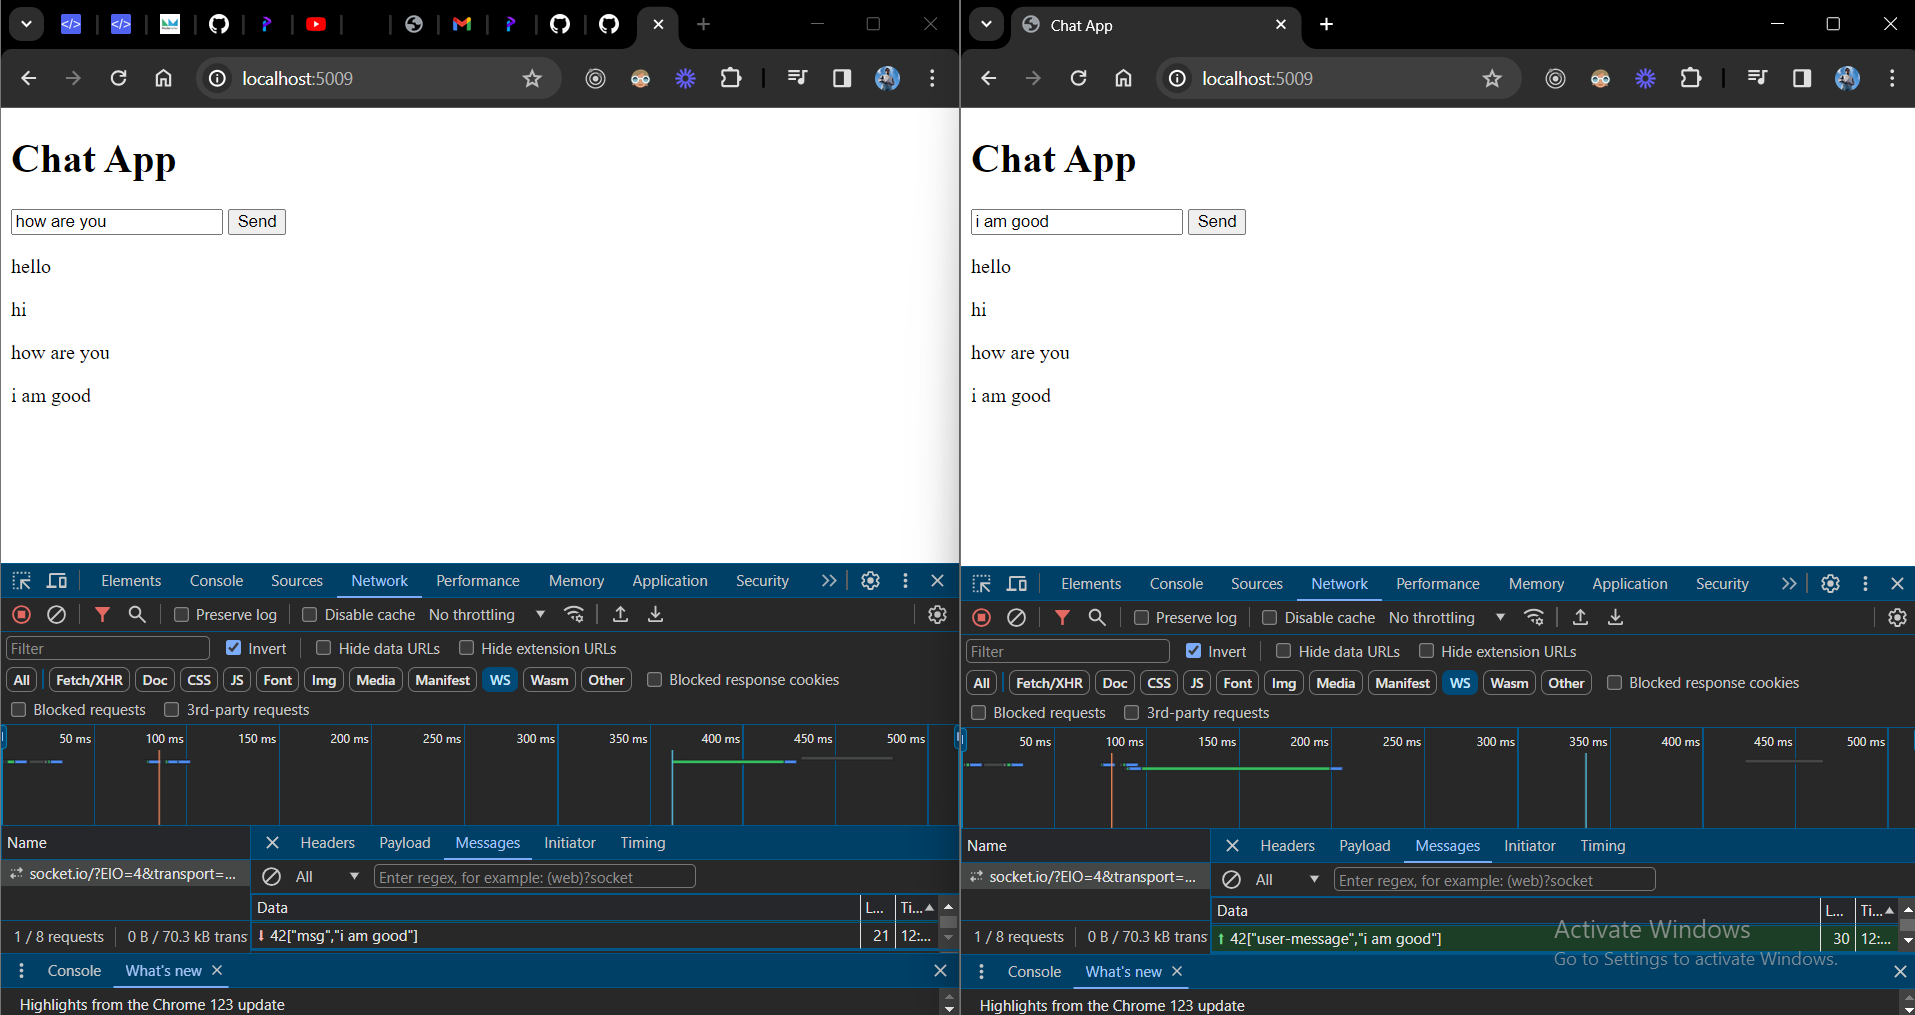 localhost:5009
Chat App
how are you Send
hello
hi
how are you
i am good
Elements Console Sources Network Performance Memory Application Security
Preserve log Disable cache No throttling
Filter Invert Hide data URLs Hide extension URLs
All Fetch/XHR Doc CSS JS Font Img Media Manifest WS Wasm Other Blocked response cookies
Blocked requests 3rd-party requests
50 ms 100 ms 150 ms 200 ms 250 ms 300 ms 350 ms 400 ms 450 ms 500 ms
Name Headers Payload Messages Initiator Timing
socket.io/?EIO=4&transport=... All Enter regex, for example: (web)?socket
Data L... Ti...
1 / 8 requests 0 B / 70.3 kB trans 42["msg","i am good"] 21 12:...
Console What's new
Highlights from the Chrome 123 update
Chat App
localhost:5009
Chat App
i am good Send
hello
hi
how are you
i am good
Elements Console Sources Network Performance Memory Application Security
Preserve log Disable cache No throttling
Filter Invert Hide data URLs Hide extension URLs
All Fetch/XHR Doc CSS JS Font Img Media Manifest WS Wasm Other Blocked response cookies
Blocked requests 3rd-party requests
50 ms 100 ms 150 ms 200 ms 250 ms 300 ms 350 ms 400 ms 450 ms 500 ms
Name Headers Payload Messages Initiator Timing
socket.io/?EIO=4&transport=... All Enter regex, for example: (web)?socket
Data L... Ti...
1 / 8 requests 0 B / 70.3 kB trans 42["user-message","i am good"] 30 12:...
Activate Windows
Go to Settings to activate Windows.
Console What's new
Highlights from the Chrome 123 update